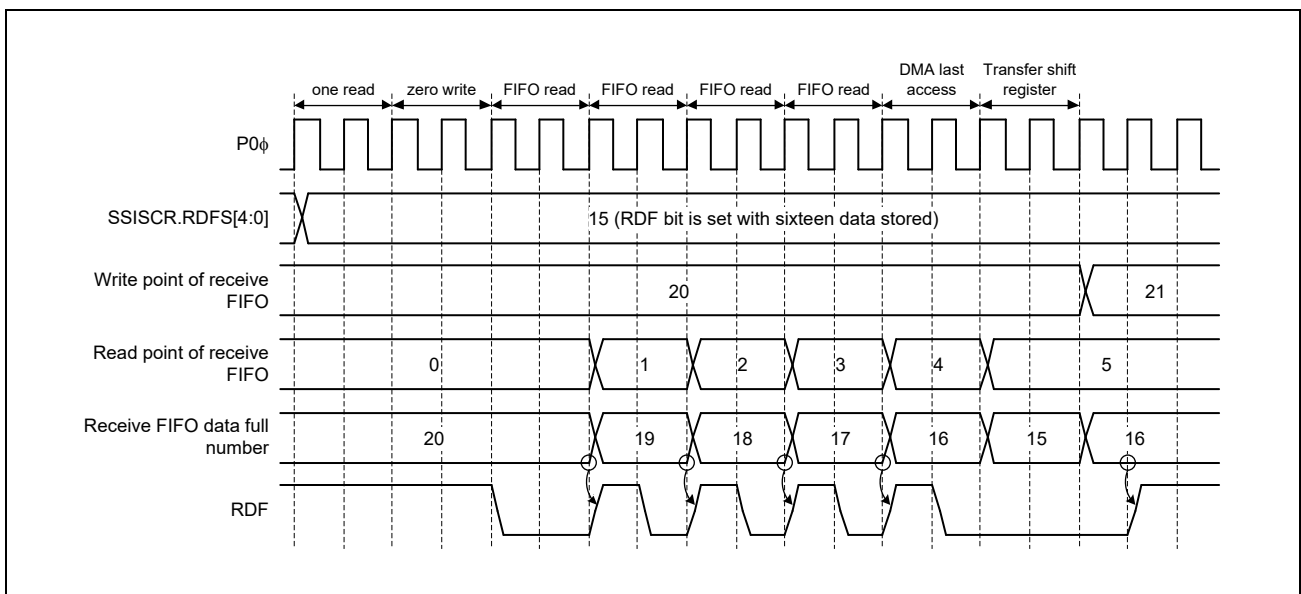 DMA last Transfer shift
one read zero write FIFO read FIFO read FIFO read FIFO read access register
P0ϕ
SSISCR.RDFS[4:0] 15 (RDF bit is set with sixteen data stored)
Write point of receive
FIFO
20 21
Read point of receive
FIFO
0 1 2 3 4 5
Receive FIFO data full
number
20 19 18 17 16 15 16
RDF